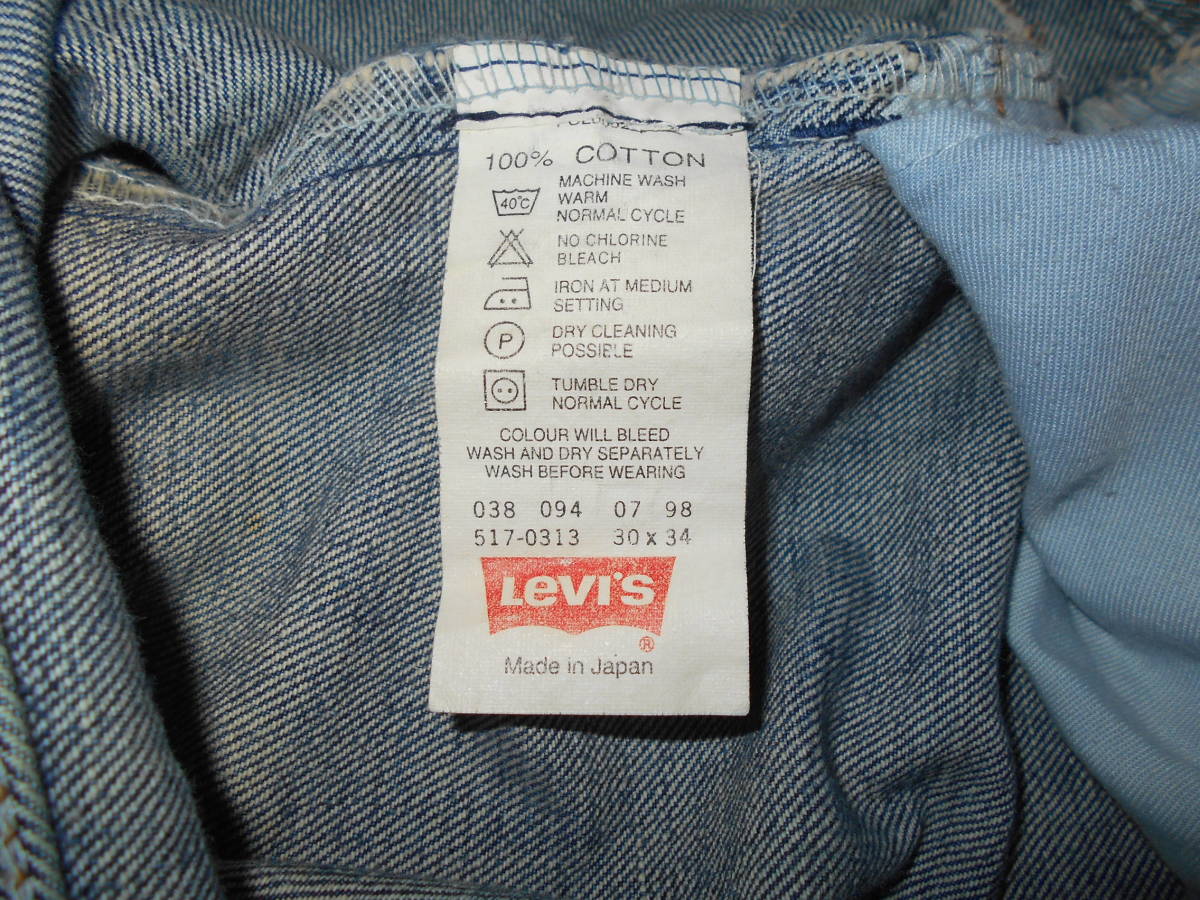 100% COTTON
40°C
MACHINE WASH
WARM
NORMAL CYCLE
NO CHLORINE
BLEACH
IRON AT MEDIUM
SETTING
P
DRY CLEANING
POSSIBLE
TUMBLE DRY
NORMAL CYCLE
COLOUR WILL BLEED
WASH AND DRY SEPARATELY
WASH BEFORE WEARING
038 094 07 98
517-0313 30 x 34
Levi's
®
Made in Japan